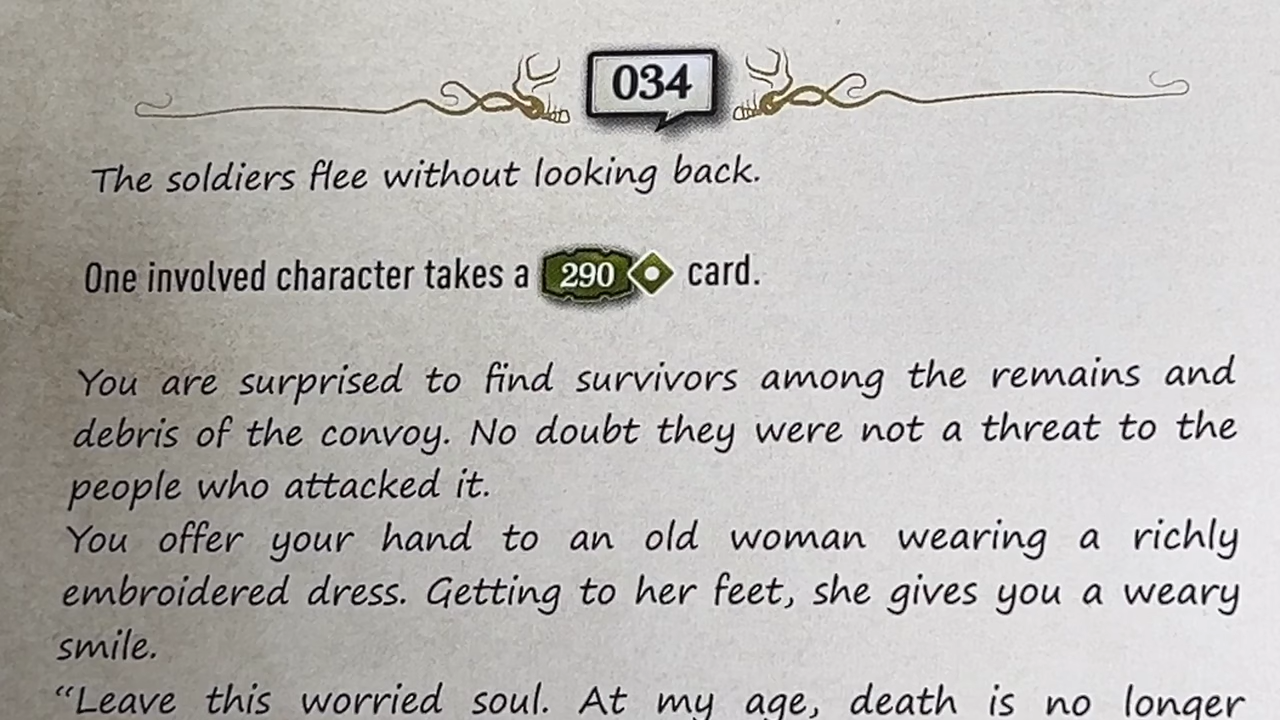 034
The soldiers flee without looking back.
One involved character takes a 290 card.
You are surprised to find survivors among the remains and
debris of the convoy. No doubt they were not a threat to the
people who attacked it.
You offer your hand to an old woman wearing a richly
embroidered dress. Getting to her feet, she gives you a weary
smile.
“Leave this worried soul. At my age, death is no longer